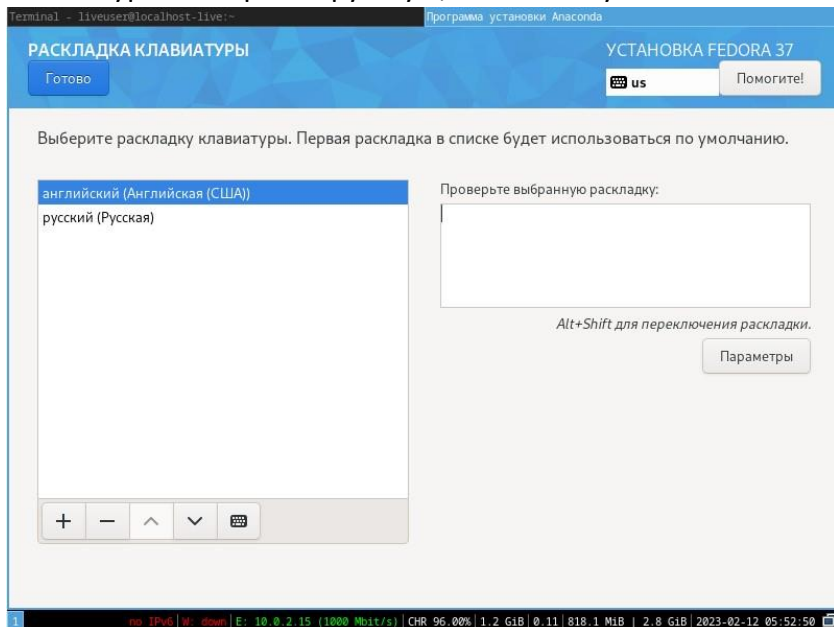 Terminal - liveuser@localhost-live:~
Программа установки Anaconda
РАСКЛАДКА КЛАВИАТУРЫ
УСТАНОВКА FEDORA 37
Готово
us
Помогите!
Выберите раскладку клавиатуры. Первая раскладка в списке будет использоваться по умолчанию.
английский (Английская (США))
русский (Русская)
Проверьте выбранную раскладку:
Alt+Shift для переключения раскладки.
Параметры
1
no IPv6 | W: down | E: 10.0.2.15 (1000 Mbit/s) | CHR 96.00% | 1.2 GiB | 0.11 | 818.1 MiB | 2.8 GiB | 2023-02-12 05:52:50